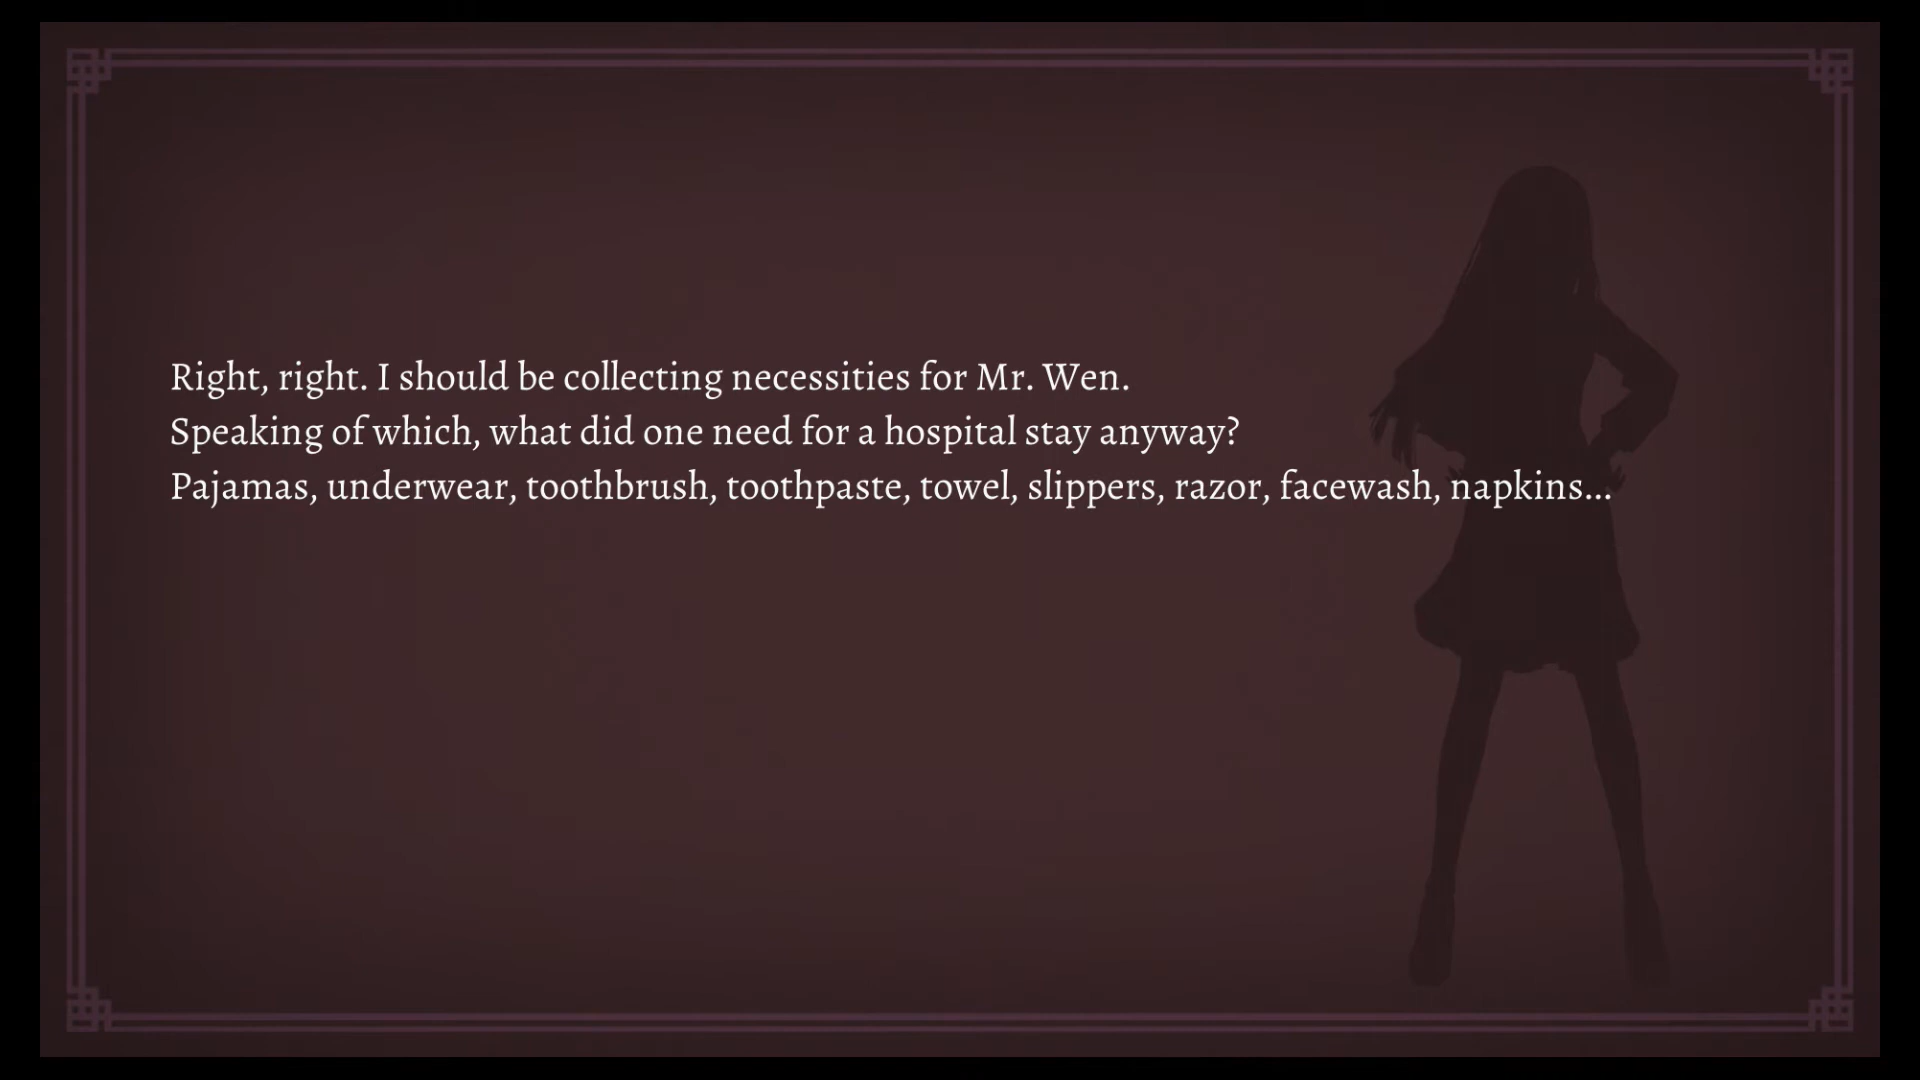 Right, right. I should be collecting necessities for Mr. Wen.
Speaking of which, what did one need for a hospital stay anyway?
Pajamas, underwear, toothbrush, toothpaste, towel, slippers, razor, facewash, napkins...